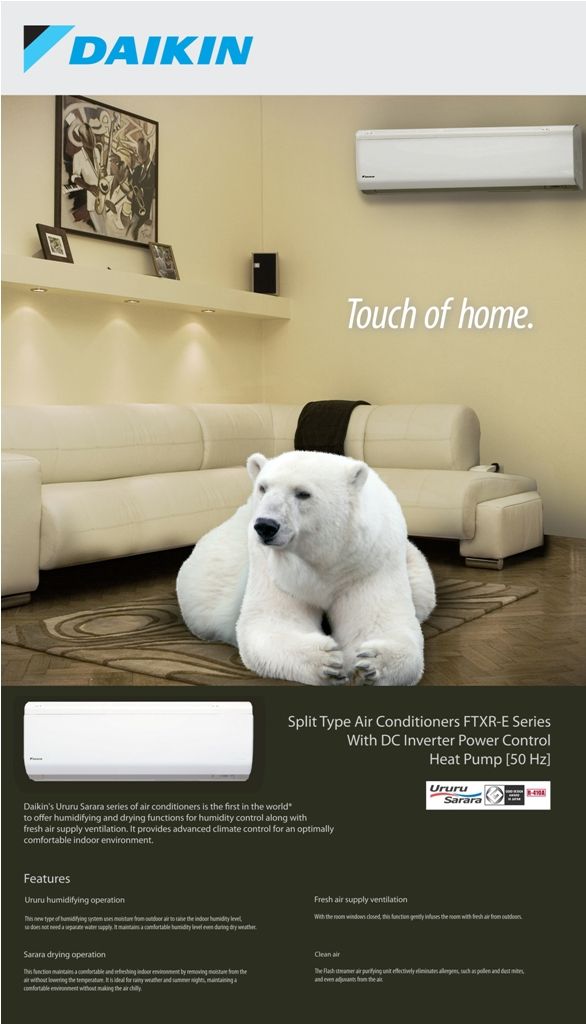 DAIKIN
Touch of home.
Split Type Air Conditioners FTXR-E Series
With DC Inverter Power Control
Heat Pump [50 Hz]
Ururu
Sarara
GOOD DESIGN
AWARD
R-410A
Daikin's Ururu Sarara series of air conditioners is the first in the world*
to offer humidifying and drying functions for humidity control along with
fresh air supply ventilation. It provides advanced climate control for an optimally
comfortable indoor environment.
Features
Ururu humidifying operation
This new type of humidifying system uses moisture from outdoor air to raise the indoor humidity level,
so does not need a separate water supply. It maintains a comfortable humidity level even during dry weather.
Fresh air supply ventilation
With the room windows closed, this function gently infuses the room with fresh air from outdoors.
Sarara drying operation
This function maintains a comfortable and refreshing indoor environment by removing moisture from the
air without lowering the temperature. It is ideal for rainy weather and summer nights, maintaining a
comfortable environment without making the air chilly.
Clean air
The Flash streamer air purifying unit effectively eliminates allergens, such as pollen and dust mites,
and even adjuvants from the air.